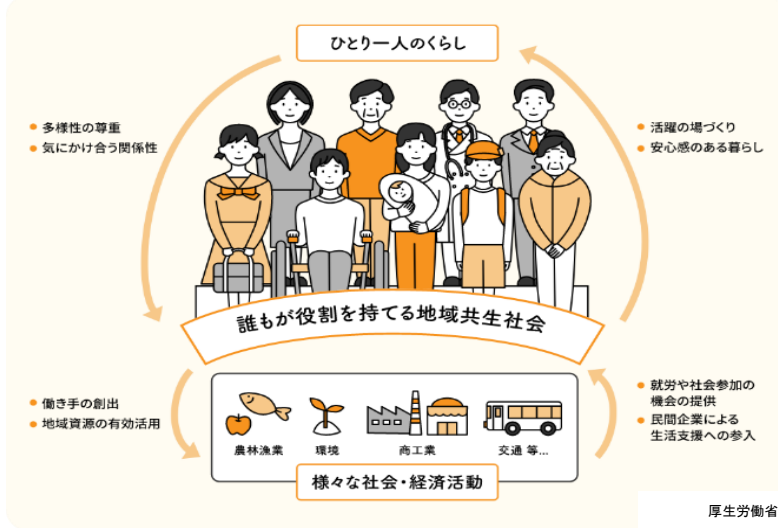 ひとり一人のくらし
多様性の尊重
気にかけ合う関係性
活躍の場づくり
安心感のある暮らし
誰もが役割を持てる地域共生社会
働き手の創出
地域資源の有効活用
就労や社会参加の
機会の提供
民間企業による
生活支援への参入
農林漁業
環境
商工業
交通 等...
様々な社会・経済活動
厚生労働省